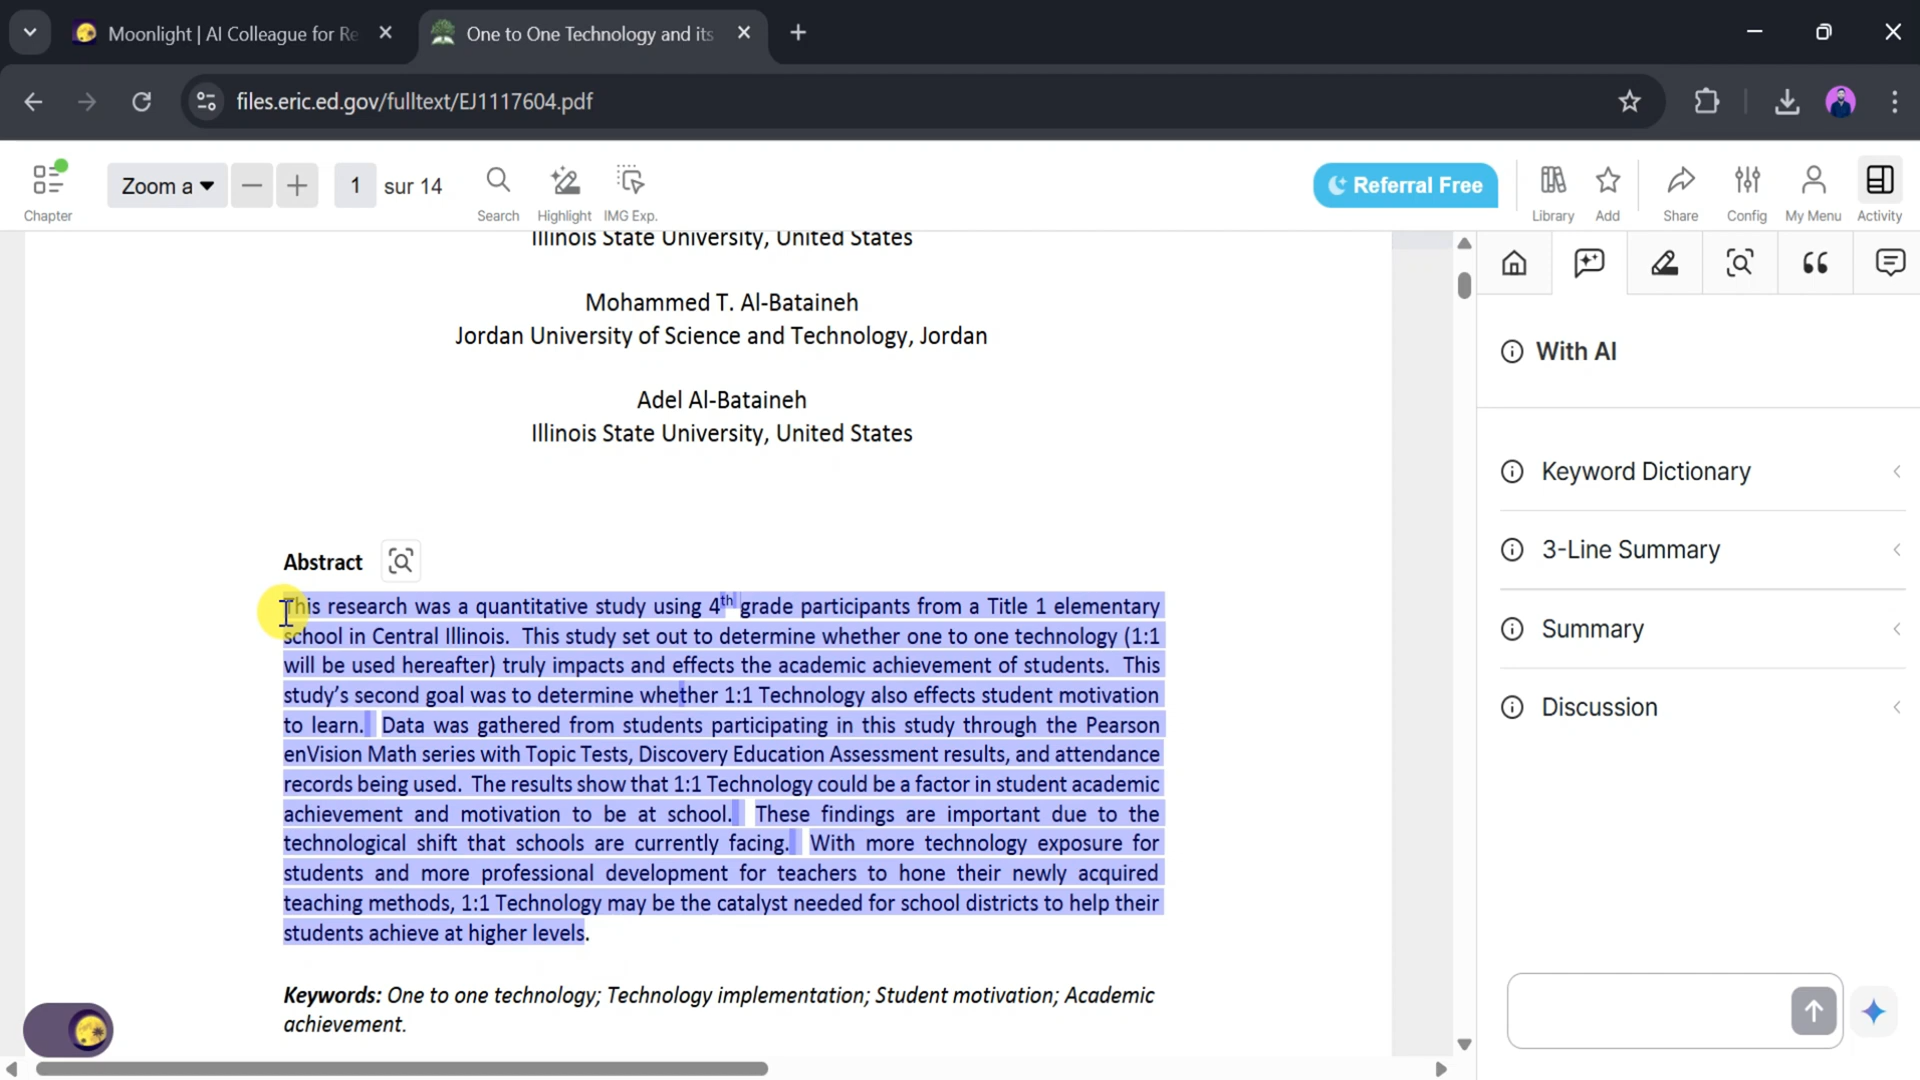 Moonlight | AI Colleague for Re
One to One Technology and its
files.eric.ed.gov/fulltext/EJ1117604.pdf
Chapter
Zoom a
1 sur 14
Search
Highlight
IMG Exp.
Referral Free
Library
Add
Share
Config
My Menu
Activity
Illinois State University, United States
Mohammed T. Al-Bataineh
Jordan University of Science and Technology, Jordan
Adel Al-Bataineh
Illinois State University, United States
Abstract
This research was a quantitative study using 4th grade participants from a Title 1 elementary
school in Central Illinois. This study set out to determine whether one to one technology (1:1
will be used hereafter) truly impacts and effects the academic achievement of students. This
study’s second goal was to determine whether 1:1 Technology also effects student motivation
to learn. Data was gathered from students participating in this study through the Pearson
enVision Math series with Topic Tests, Discovery Education Assessment results, and attendance
records being used. The results show that 1:1 Technology could be a factor in student academic
achievement and motivation to be at school. These findings are important due to the
technological shift that schools are currently facing. With more technology exposure for
students and more professional development for teachers to hone their newly acquired
teaching methods, 1:1 Technology may be the catalyst needed for school districts to help their
students achieve at higher levels.
Keywords: One to one technology; Technology implementation; Student motivation; Academic
achievement.
With AI
Keyword Dictionary
3-Line Summary
Summary
Discussion